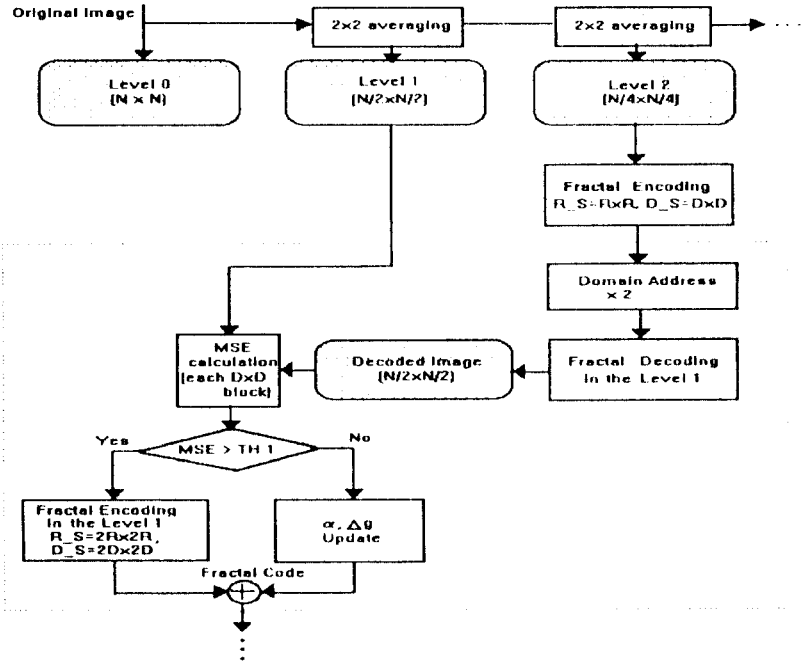 Original Image
2x2 averaging
2x2 averaging
Level 0
(N x N)
Level 1
(N/2xN/2)
Level 2
(N/4xN/4)
Fractal Encoding
R_S=RxR, D_S=DxD
Domain Address
x 2
MSE
calculation
(each DxD
block)
Decoded Image
(N/2xN/2)
Fractal Decoding
in the Level 1
Yes
MSE > TH 1
No
Fractal Encoding
in the Level 1
R_S=2Rx2R,
D_S=2Dx2D
α, Δg
Update
Fractal Code